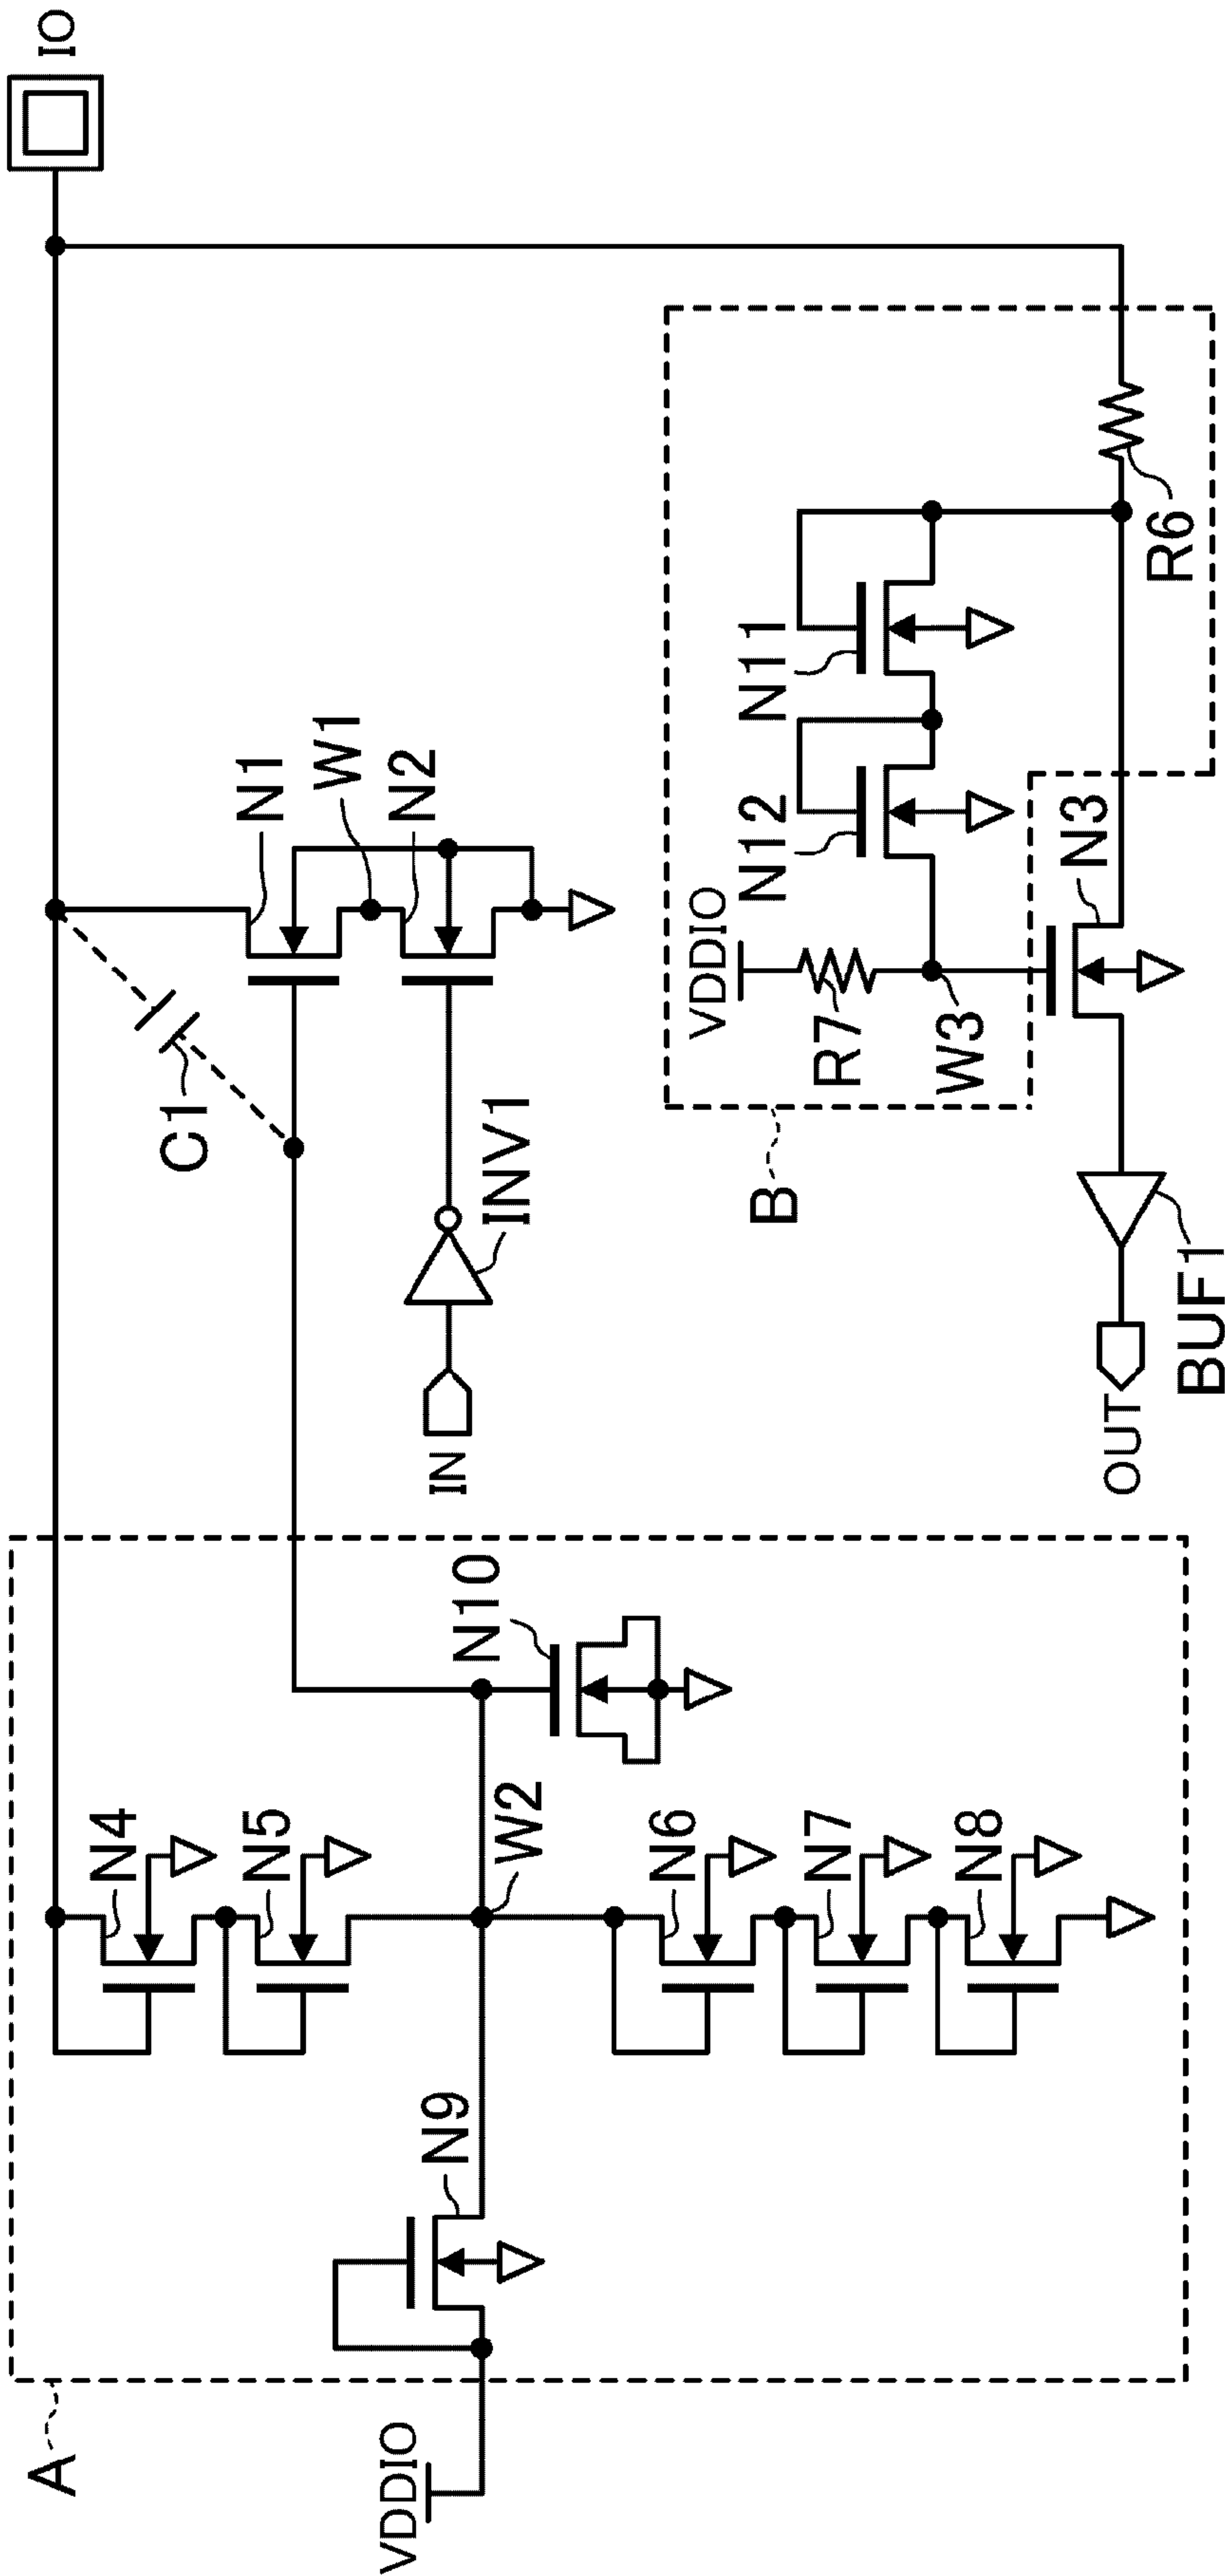 IO
N1
W1
N2
C1
INV1
IN
N11
N12
VDDIO
R7
W3
R6
N3
B
BUF1
OUT
N10
N4
N5
W2
N6
N7
N8
N9
A
VDDIO